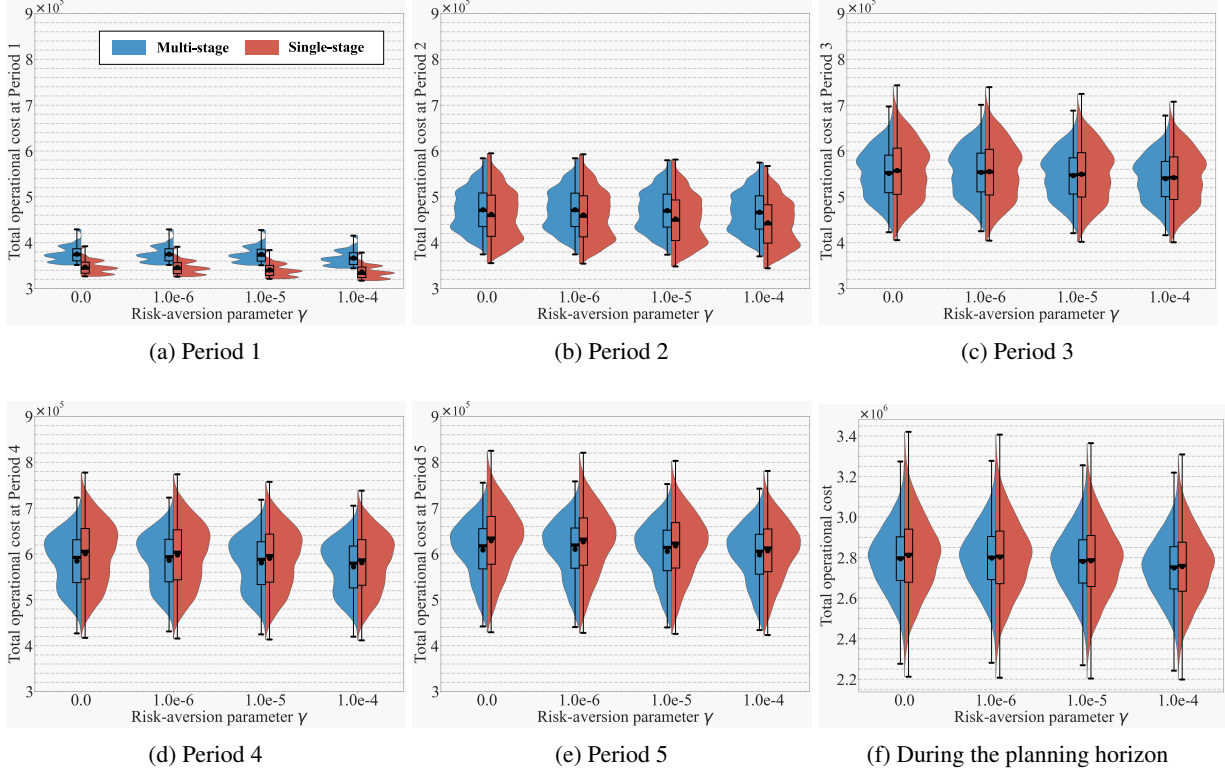 9 ×10⁵
8
7
6
5
4
3
Total operational cost at Period 1
Multi-stage Single-stage
0.0 1.0e-6 1.0e-5 1.0e-4
Risk-aversion parameter γ
(a) Period 1
9 ×10⁵
8
7
6
5
4
3
Total operational cost at Period 2
0.0 1.0e-6 1.0e-5 1.0e-4
Risk-aversion parameter γ
(b) Period 2
9 ×10⁵
8
7
6
5
4
3
Total operational cost at Period 3
0.0 1.0e-6 1.0e-5 1.0e-4
Risk-aversion parameter γ
(c) Period 3
9 ×10⁵
8
7
6
5
4
3
Total operational cost at Period 4
0.0 1.0e-6 1.0e-5 1.0e-4
Risk-aversion parameter γ
(d) Period 4
9 ×10⁵
8
7
6
5
4
3
Total operational cost at Period 5
0.0 1.0e-6 1.0e-5 1.0e-4
Risk-aversion parameter γ
(e) Period 5
×10⁶
3.4
3.2
3.0
2.8
2.6
2.4
2.2
Total operational cost
0.0 1.0e-6 1.0e-5 1.0e-4
Risk-aversion parameter γ
(f) During the planning horizon